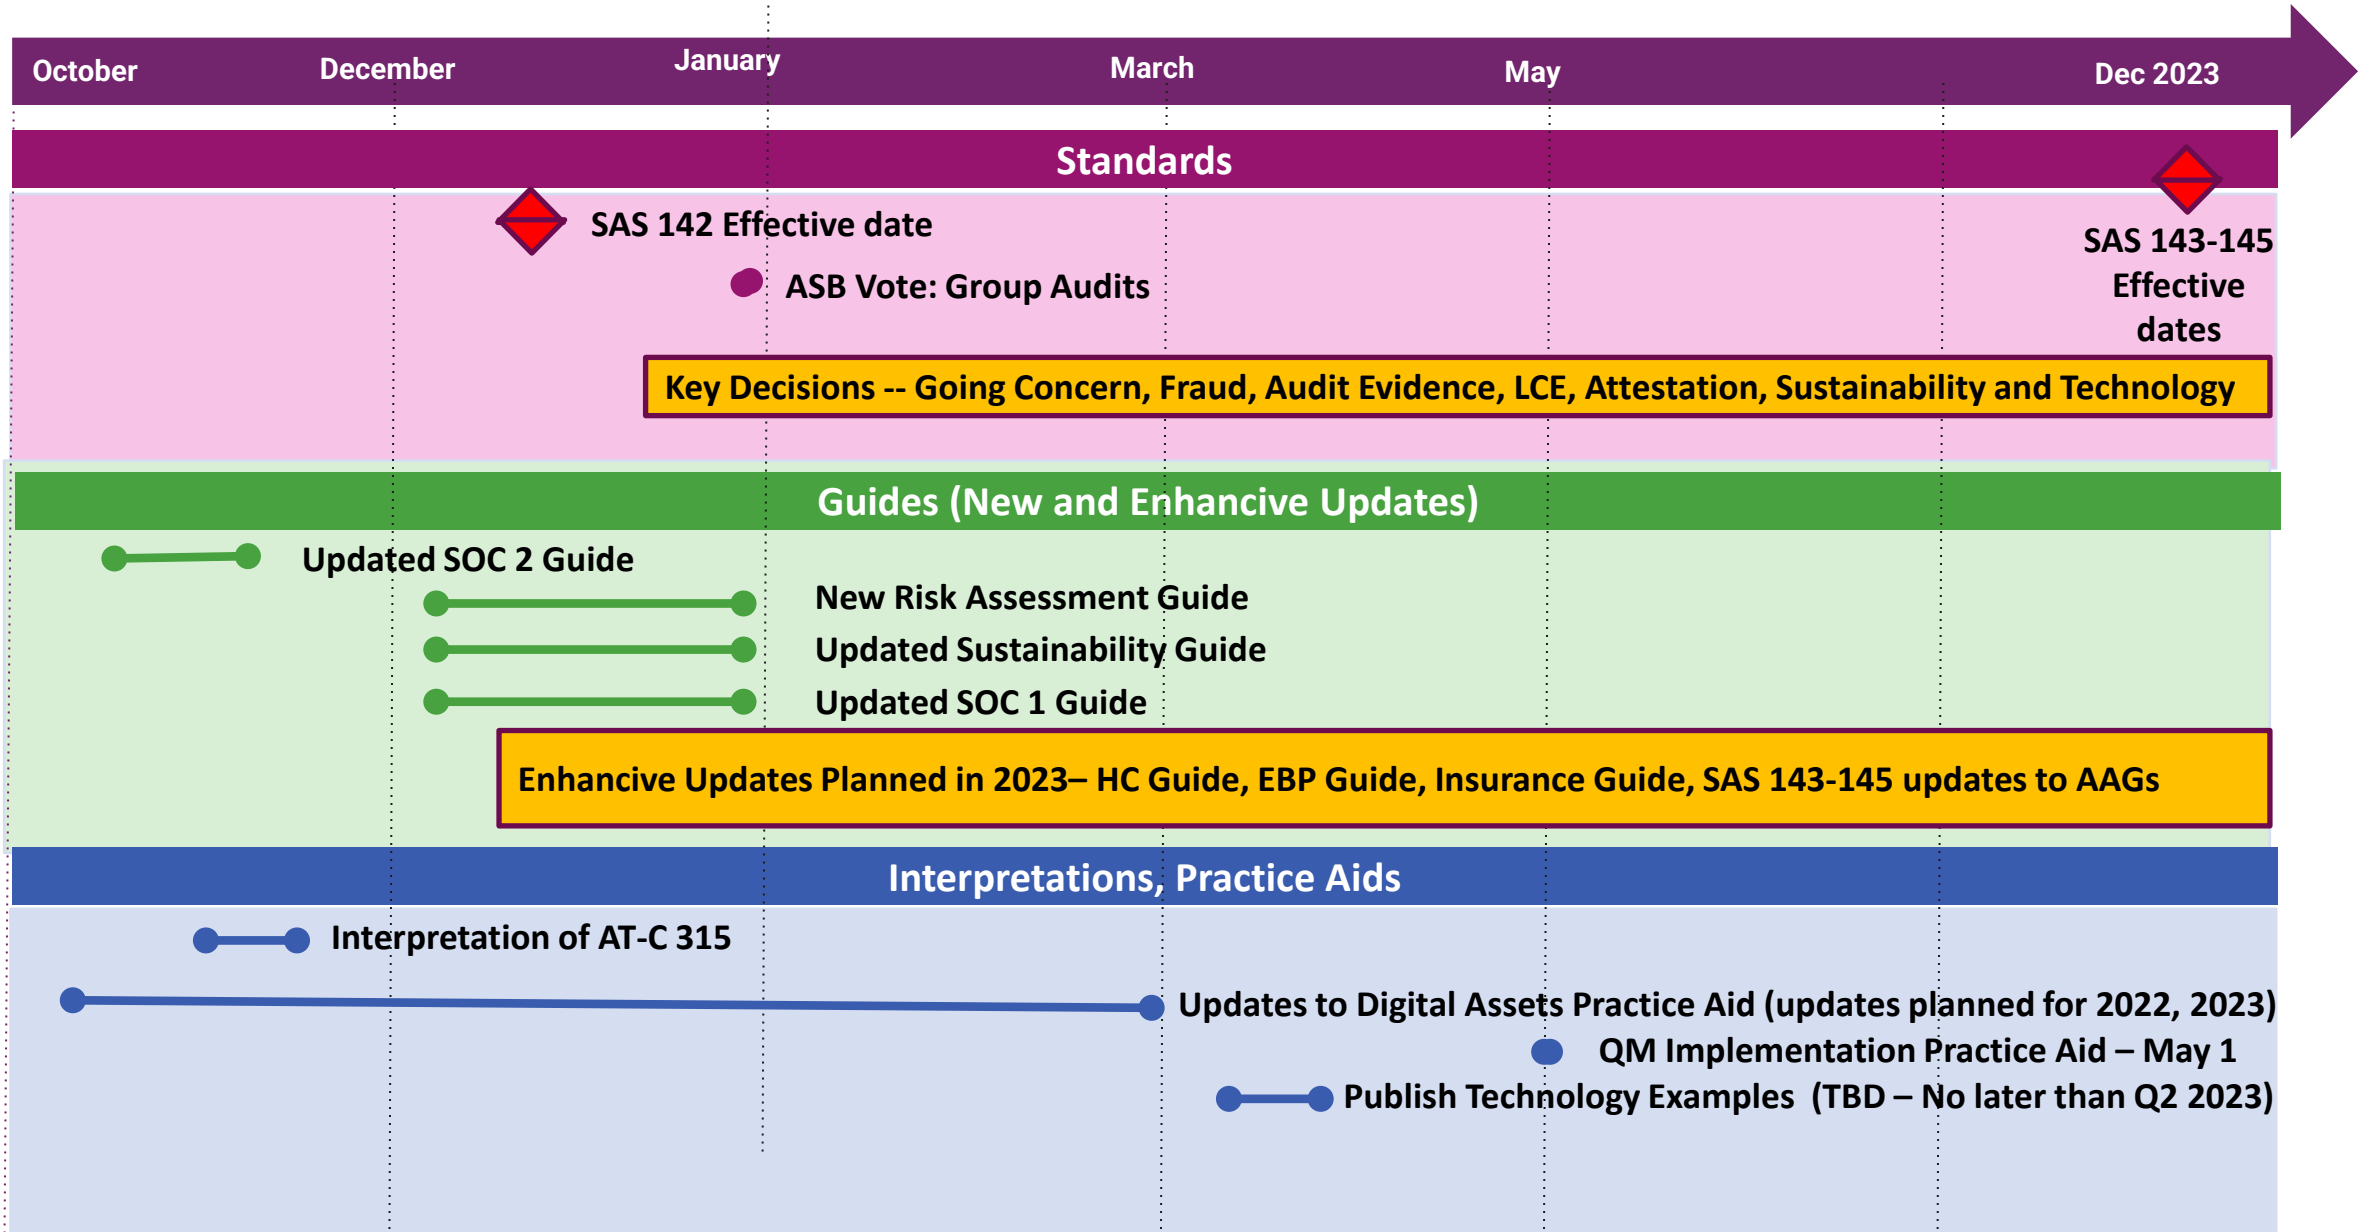 October
December
January
March
May
Dec 2023
Standards
SAS 142 Effective date
ASB Vote: Group Audits
SAS 143-145
Effective
dates
Key Decisions -- Going Concern, Fraud, Audit Evidence, LCE, Attestation, Sustainability and Technology
Guides (New and Enhancive Updates)
Updated SOC 2 Guide
New Risk Assessment Guide
Updated Sustainability Guide
Updated SOC 1 Guide
Enhancive Updates Planned in 2023– HC Guide, EBP Guide, Insurance Guide, SAS 143-145 updates to AAGs
Interpretations, Practice Aids
Interpretation of AT-C 315
Updates to Digital Assets Practice Aid (updates planned for 2022, 2023)
QM Implementation Practice Aid – May 1
Publish Technology Examples (TBD – No later than Q2 2023)